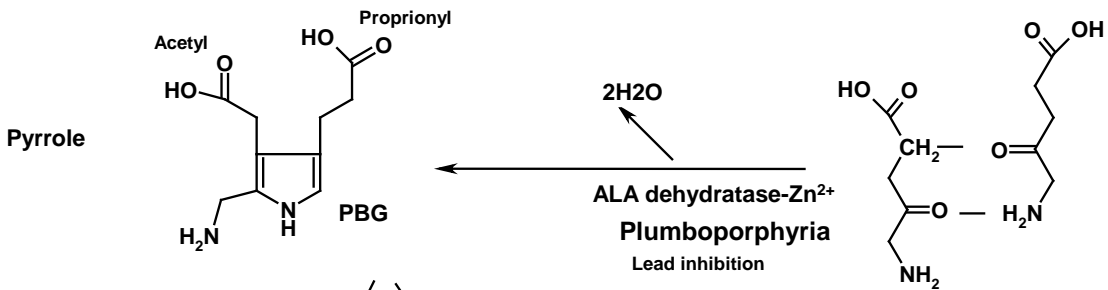 Proprionyl
Acetyl
HO
O
O
HO
Pyrrole
H₂N
N
H
PBG
2H2O
ALA dehydratase-Zn²⁺
Plumboporphyria
Lead inhibition
HO
O
CH₂
O
NH₂
O
OH
O
H₂N